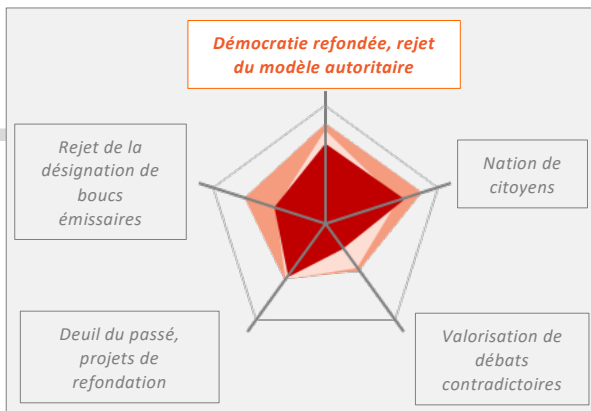 Démocratie refondée, rejet
du modèle autoritaire
Rejet de la
désignation de
boucs
émissaires
Nation de
citoyens
Deuil du passé,
projets de
refondation
Valorisation de
débats
contradictoires